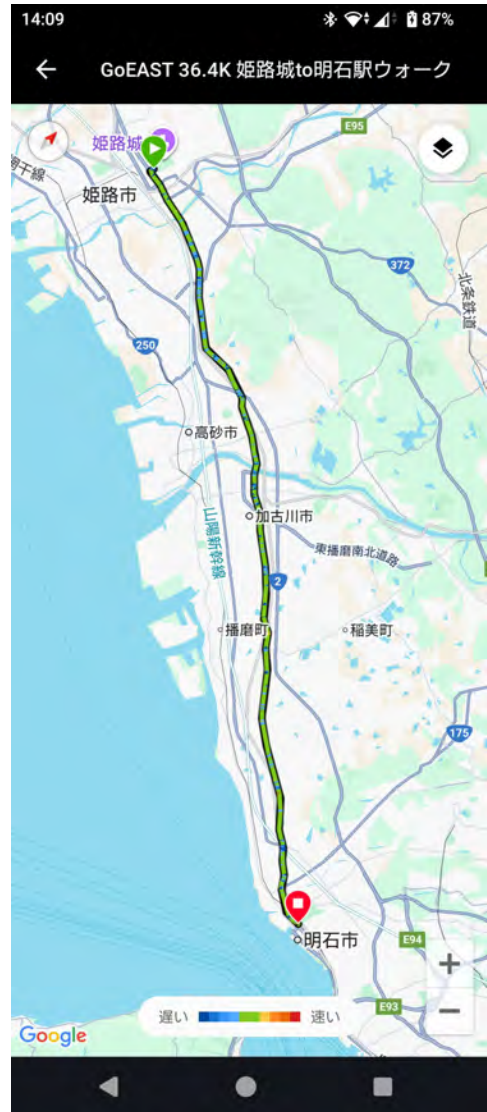 14:09
87%
GoEAST 36.4K 姫路城to明石駅ウォーク
E95
姫路城
姫路市
372
北条鉄道
250
高砂市
加古川市
山陽新幹線
東播磨南北道路
2
播磨町
稲美町
175
明石市
E94
E93
遅い
速い
Google